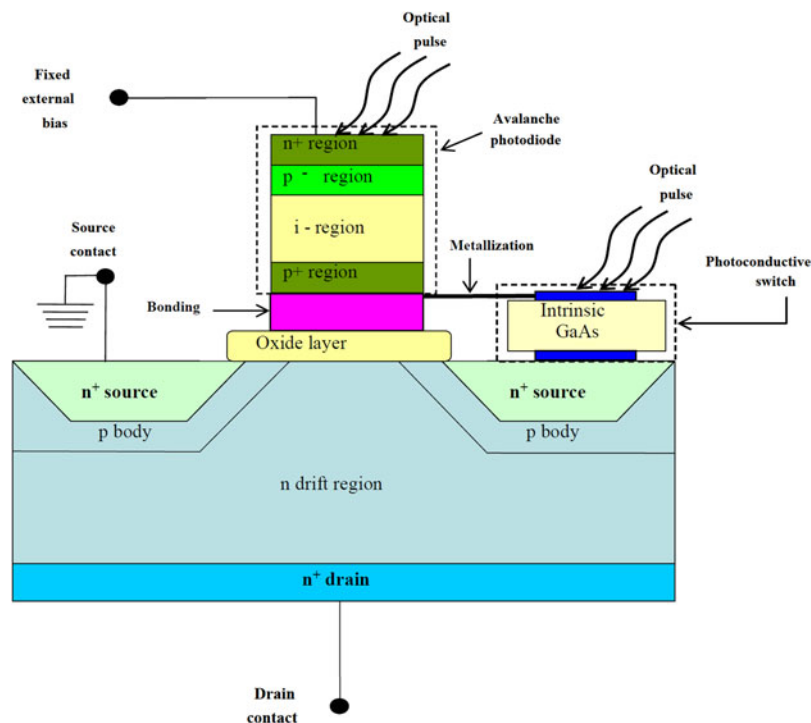 Optical
pulse
Fixed
external
bias
Avalanche
photodiode
n+ region
p - region
i - region
p+ region
Optical
pulse
Source
contact
Metallization
Photoconductive
switch
Bonding
Intrinsic
GaAs
Oxide layer
n+ source
n+ source
p body
p body
n drift region
n+ drain
Drain
contact